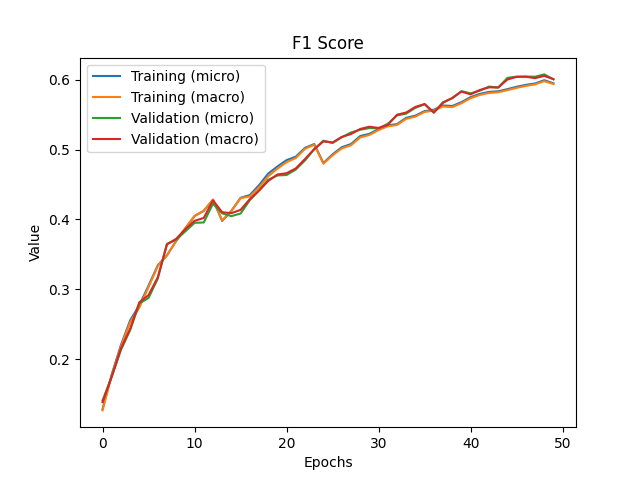 F1 Score
Training (micro)
Training (macro)
Validation (micro)
Validation (macro)
0.6
0.5
0.4
0.3
0.2
Value
0 10 20 30 40 50
Epochs